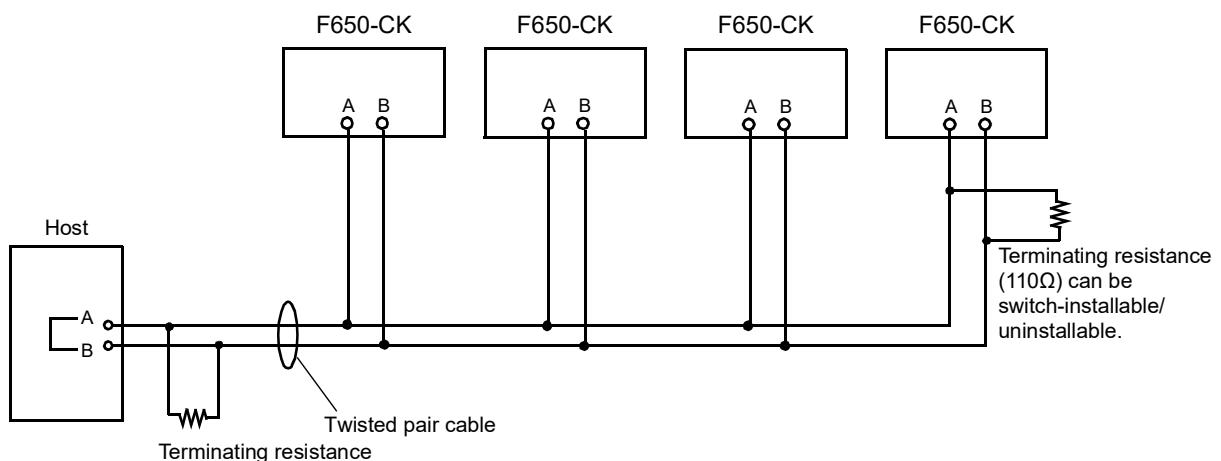 F650-CK F650-CK F650-CK F650-CK
A B A B A B A B
Host
A
B
Terminating resistance
(110Ω) can be
switch-installable/
uninstallable.
Twisted pair cable
Terminating resistance